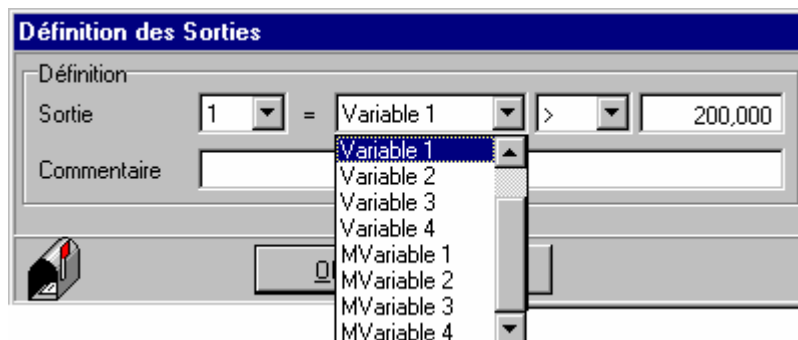 Définition des Sorties
Définition
Sortie 1 = Variable 1 > 200,000
Variable 1
Commentaire
Variable 2
Variable 3
Variable 4
MVariable 1
MVariable 2
MVariable 3
MVariable 4